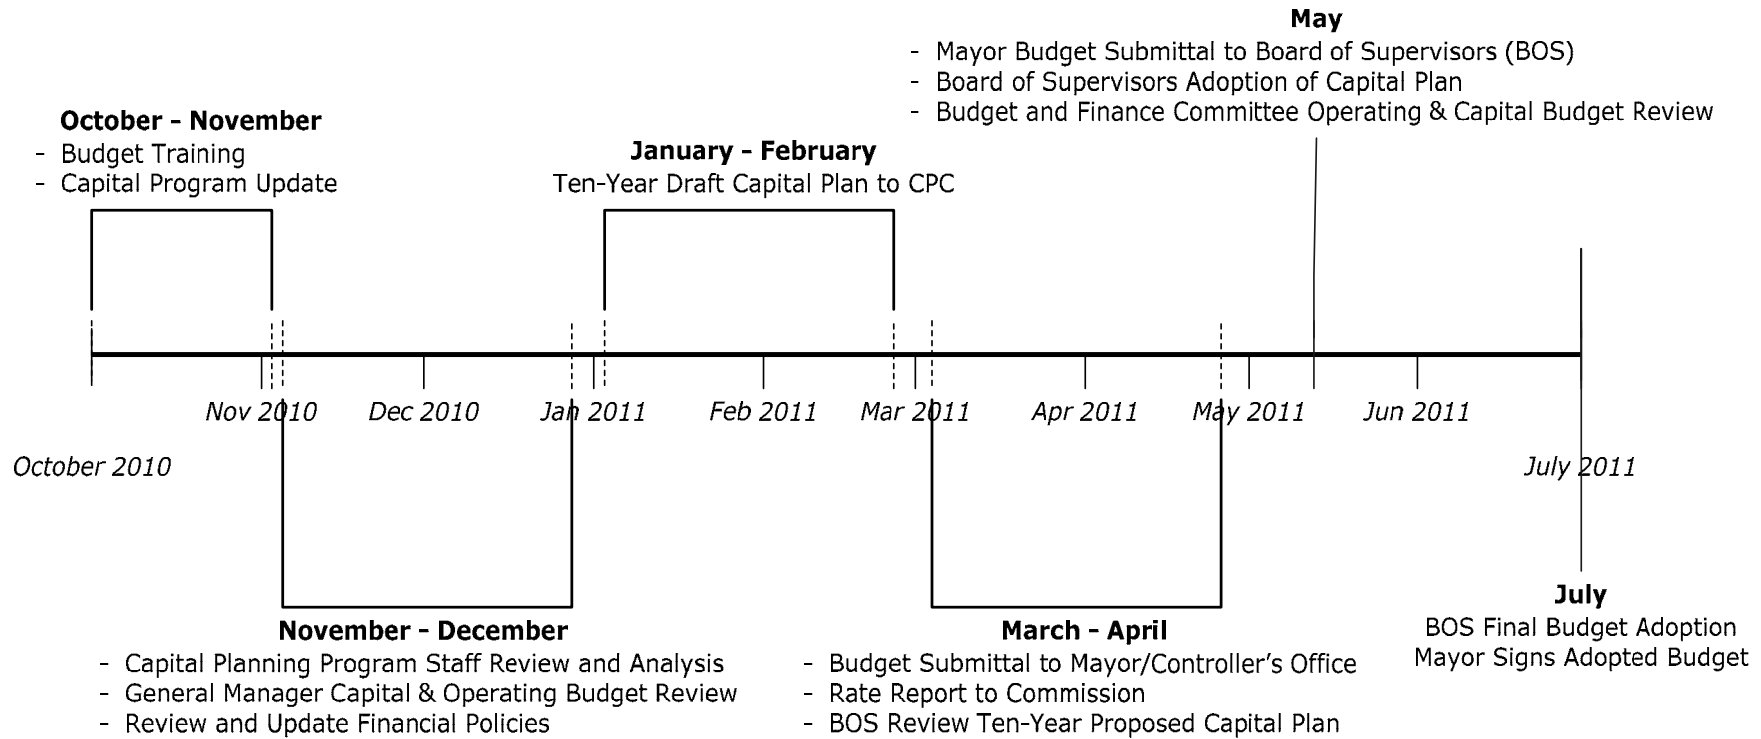 May
- Mayor Budget Submittal to Board of Supervisors (BOS)
- Board of Supervisors Adoption of Capital Plan
- Budget and Finance Committee Operating & Capital Budget Review
October - November
- Budget Training
- Capital Program Update
January - February
Ten-Year Draft Capital Plan to CPC
Nov 2010 Dec 2010 Jan 2011 Feb 2011 Mar 2011 Apr 2011 May 2011 Jun 2011
October 2010 July 2011
November - December
- Capital Planning Program Staff Review and Analysis
- General Manager Capital & Operating Budget Review
- Review and Update Financial Policies
March - April
- Budget Submittal to Mayor/Controller's Office
- Rate Report to Commission
- BOS Review Ten-Year Proposed Capital Plan
July
BOS Final Budget Adoption
Mayor Signs Adopted Budget